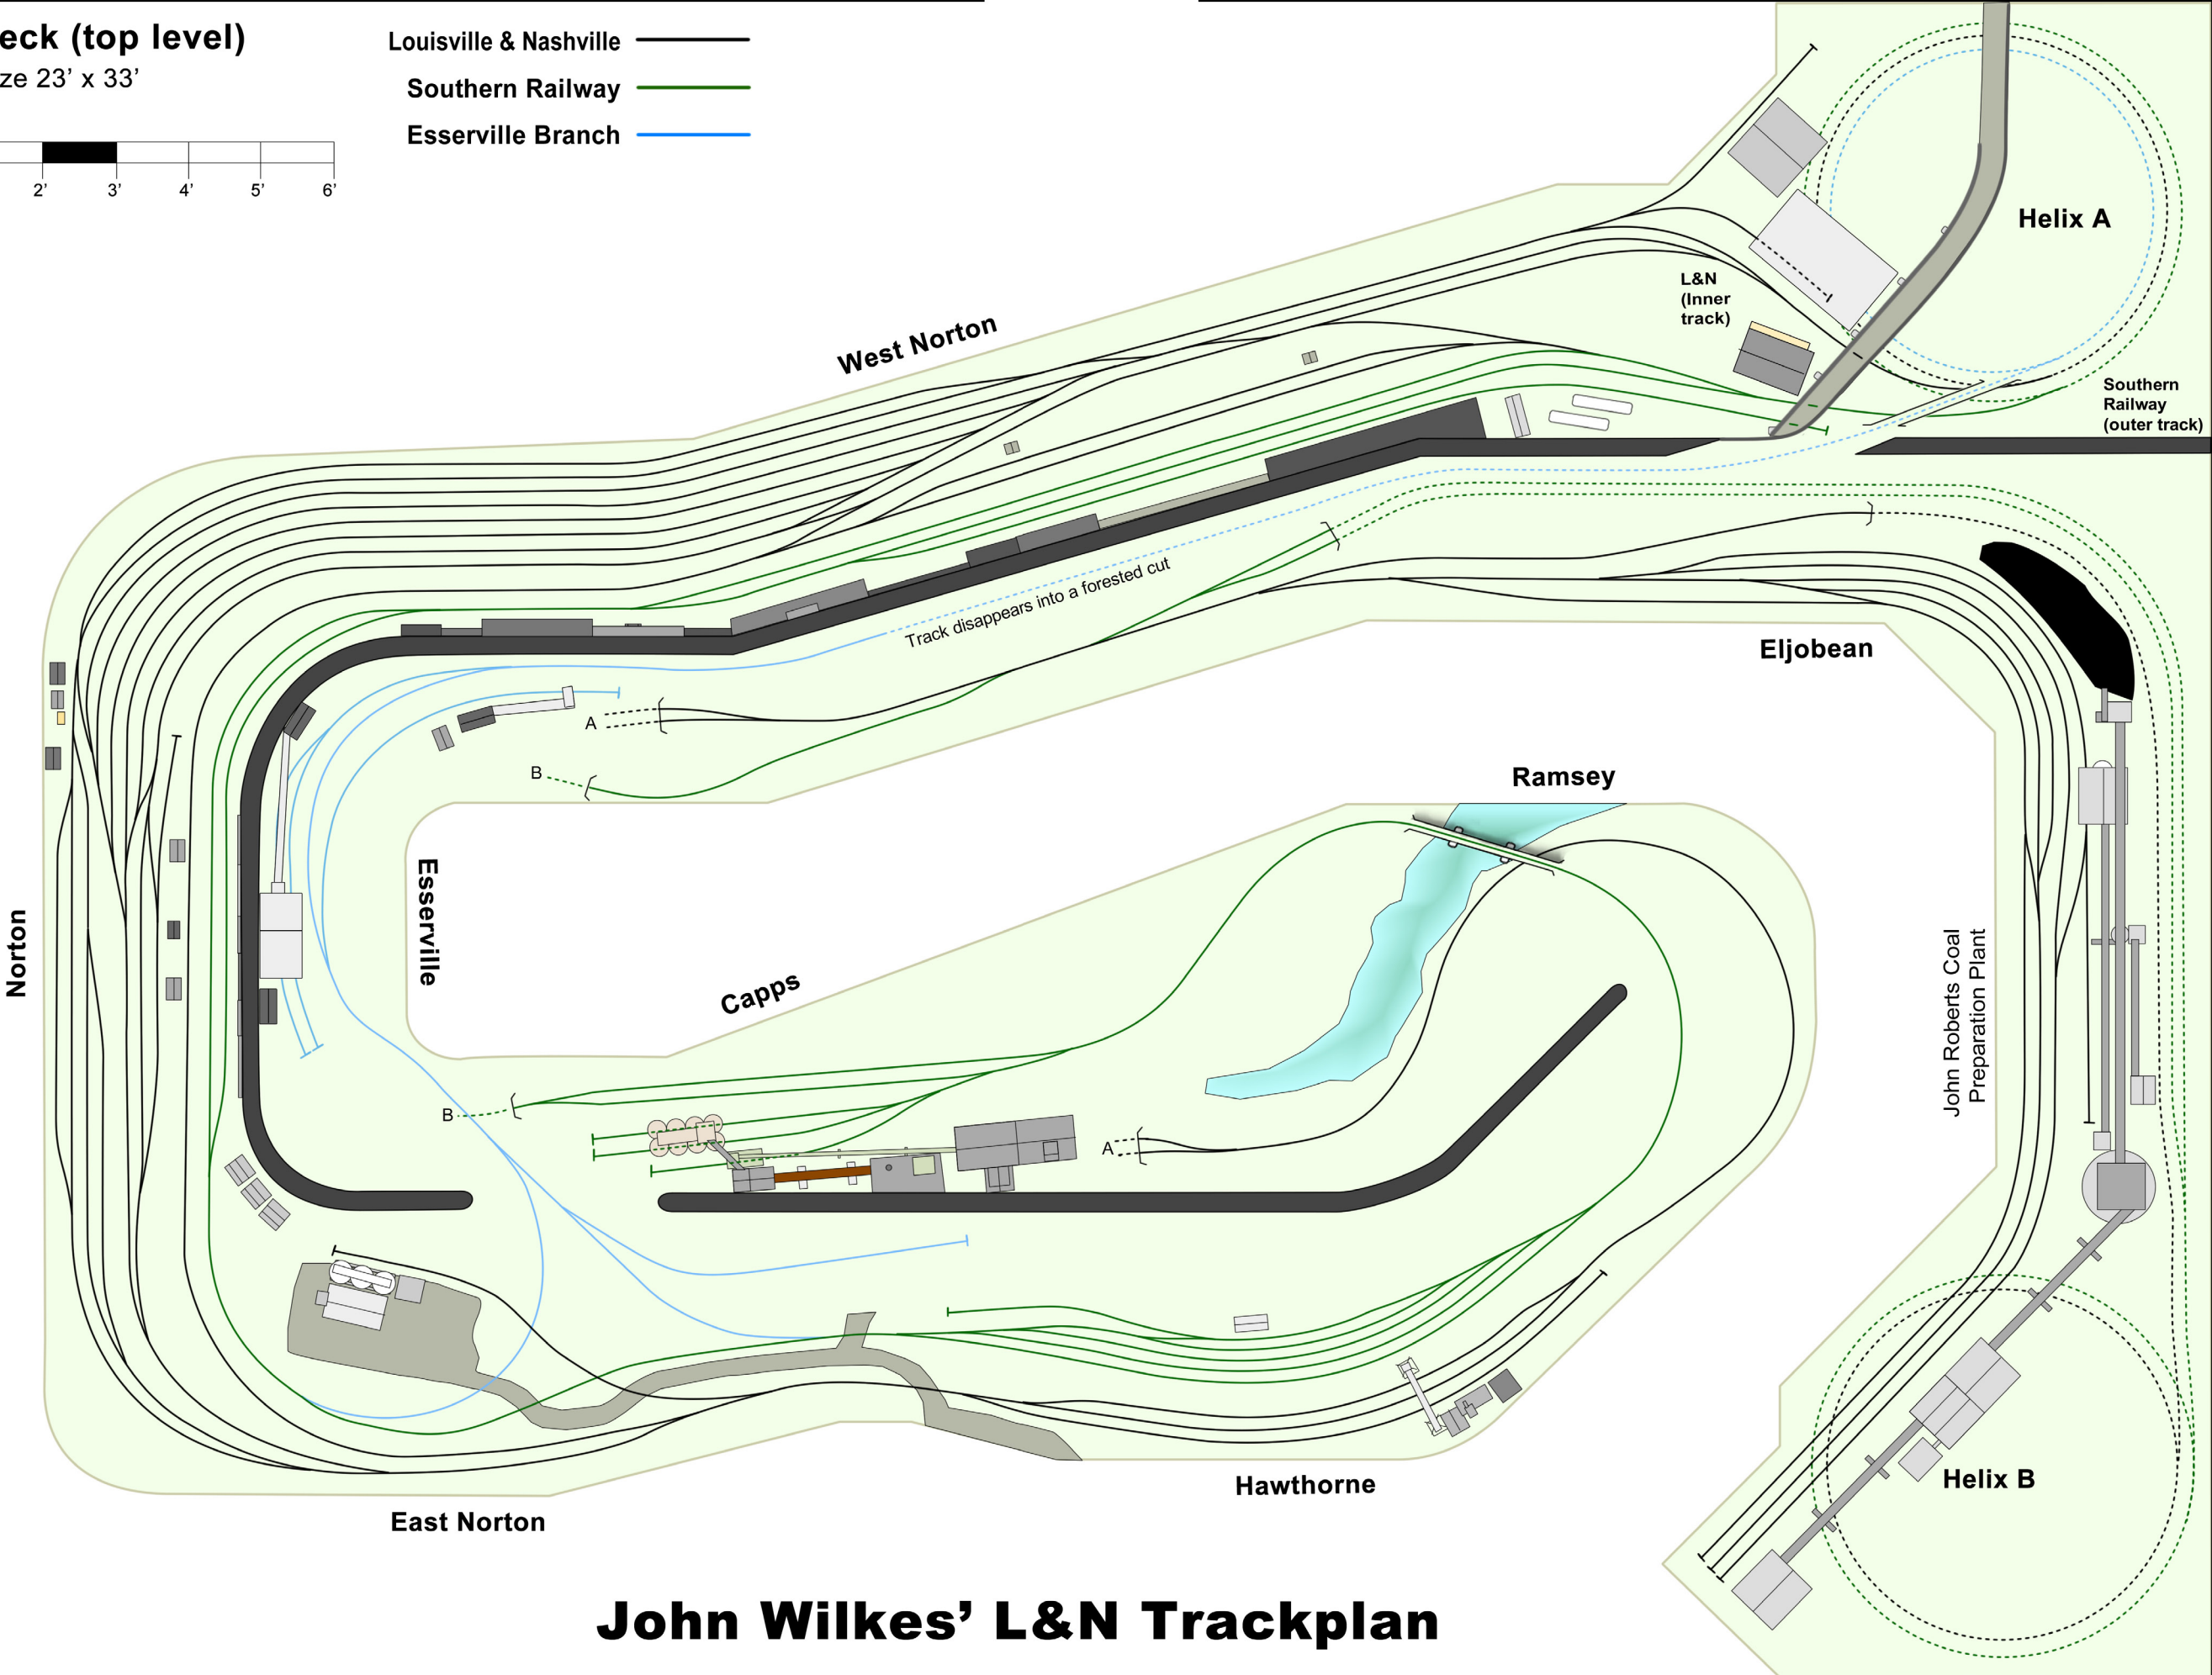 eck (top level)
ze 23' x 33'
2' 3' 4' 5' 6'
Louisville & Nashville
Southern Railway
Esserville Branch
Helix A
L&N
(Inner
track)
West Norton
Southern
Railway
(outer track)
Track disappears into a forested cut
Eljobean
A
B
Ramsey
Esserville
Norton
Capps
John Roberts Coal
Preparation Plant
B
A
Helix B
Hawthorne
East Norton
John Wilkes’ L&N Trackplan